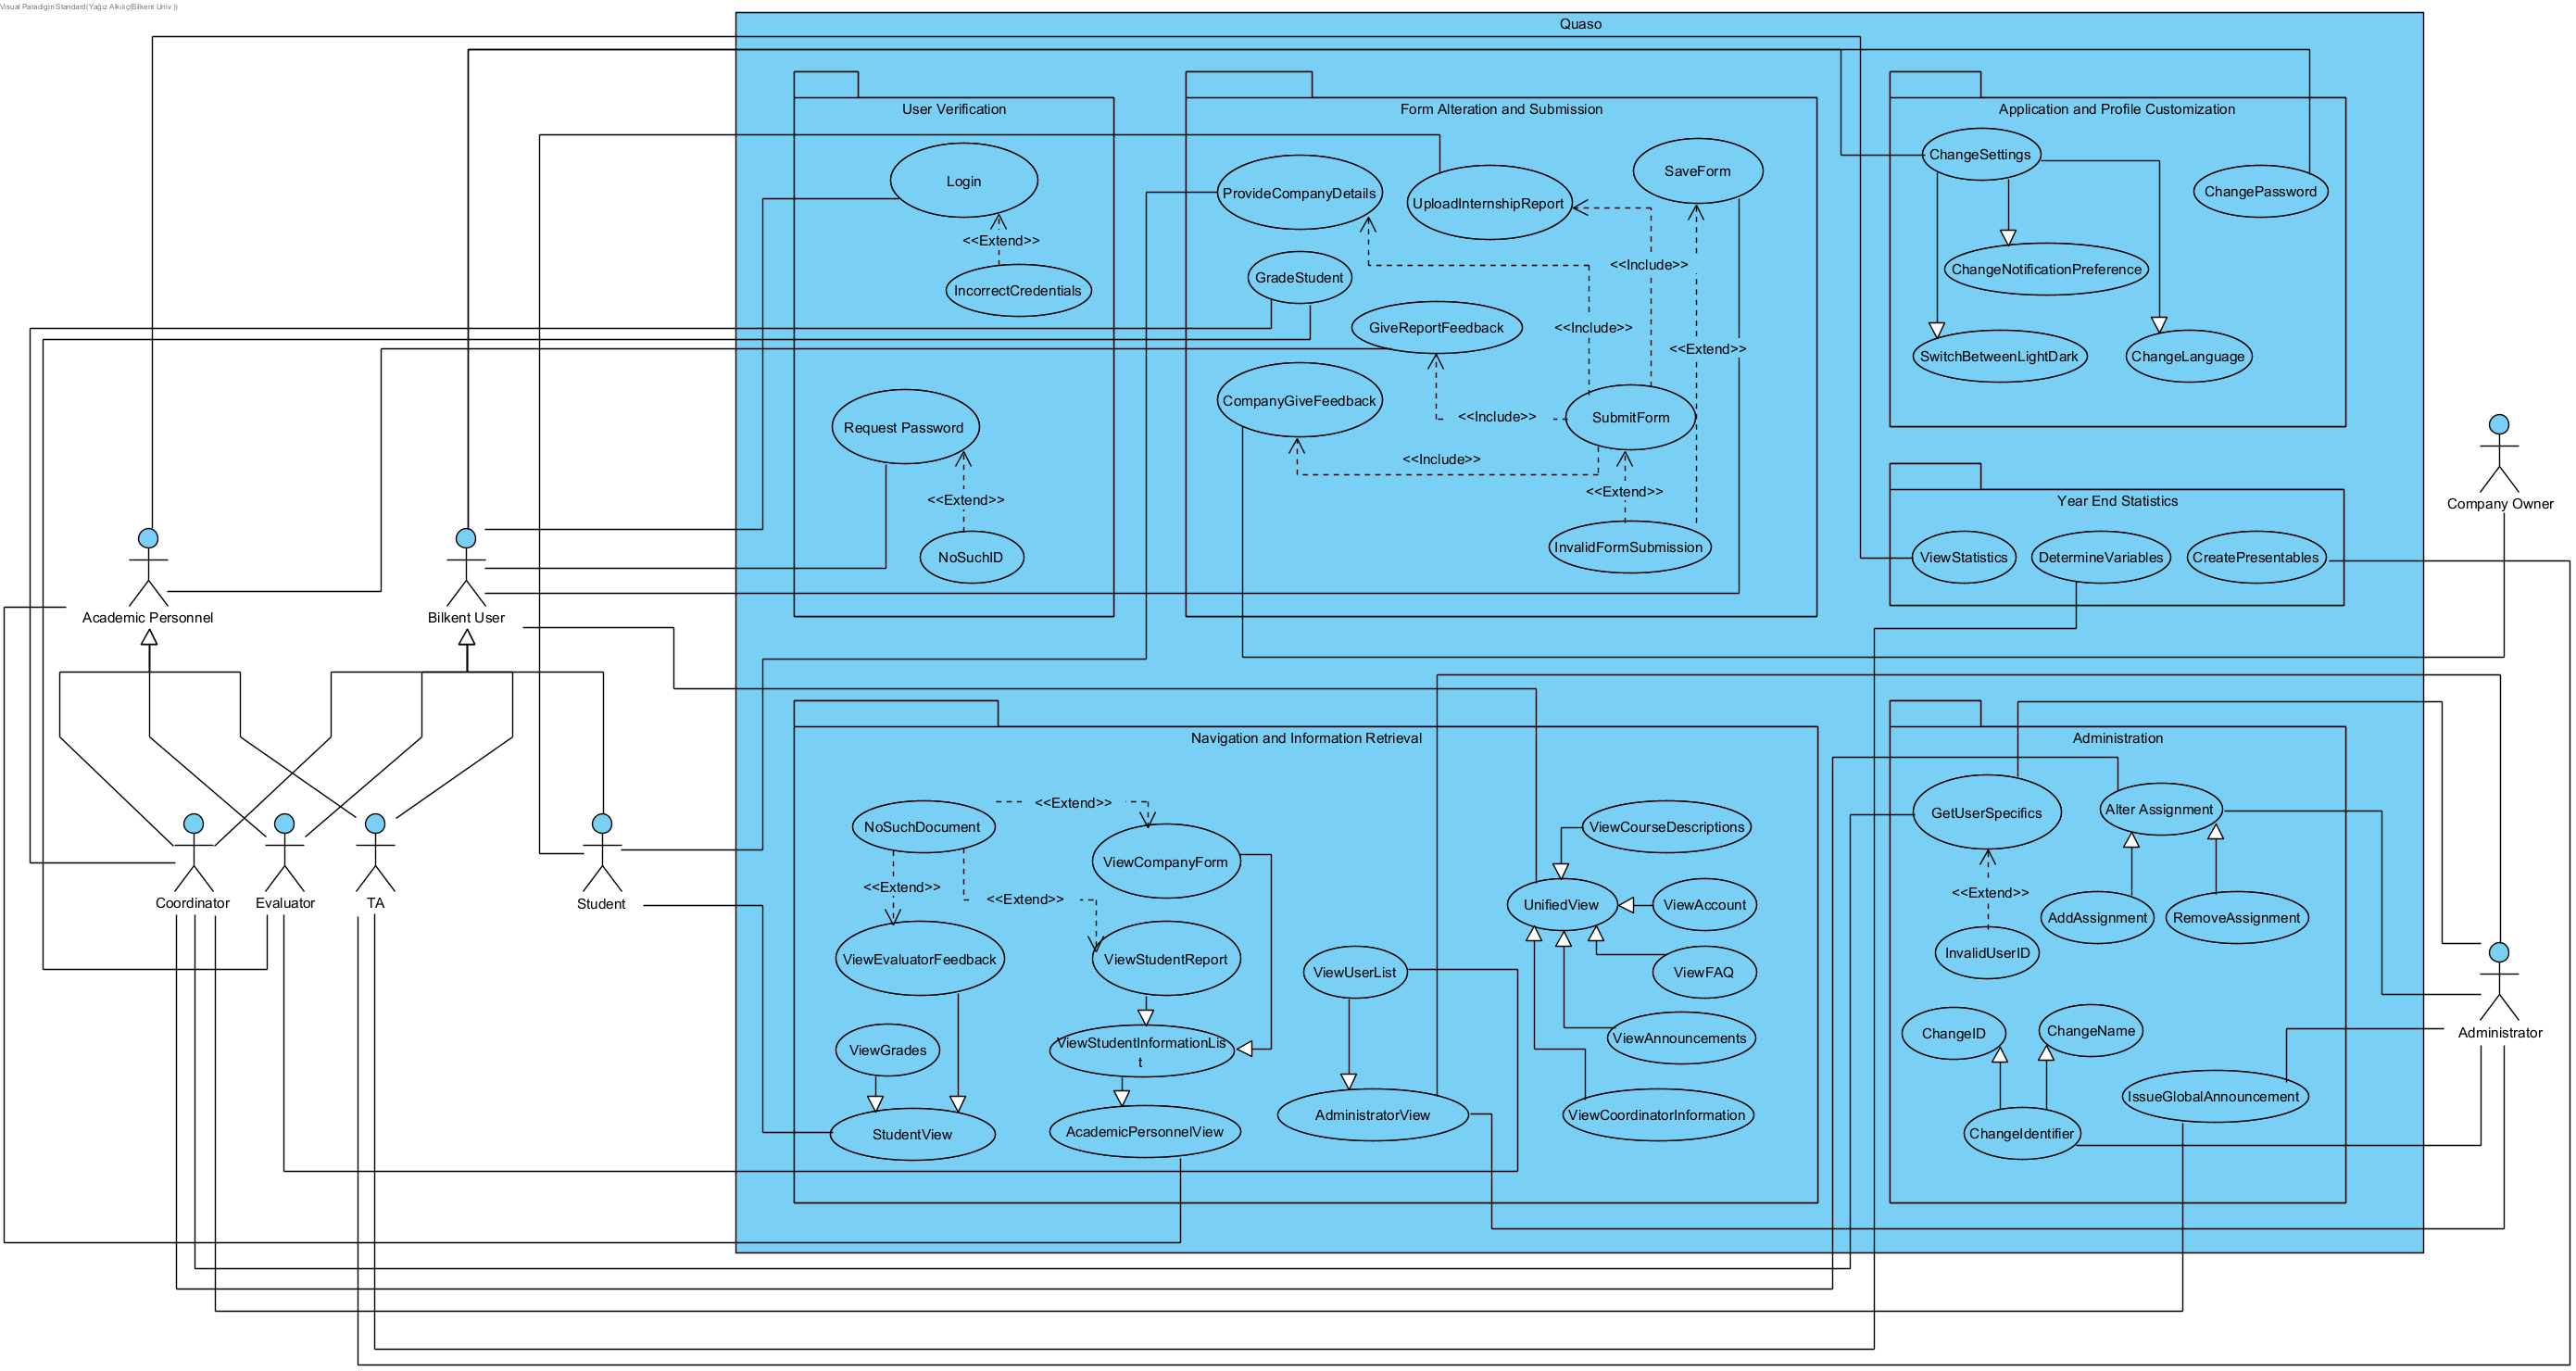 Visual Paradigm Standard(Yağız Alkılıç(Bilkent Univ.))
Quaso
User Verification
Form Alteration and Submission
Application and Profile Customization
Login
ProvideCompanyDetails
UploadInternshipReport
SaveForm
ChangeSettings
ChangePassword
<<Extend>>
IncorrectCredentials
GradeStudent
<<Include>>
ChangeNotificationPreference
GiveReportFeedback
<<Include>>
<<Extend>>
SwitchBetweenLightDark
ChangeLanguage
CompanyGiveFeedback
<<Include>>
SubmitForm
Request Password
<<Include>>
<<Extend>>
<<Extend>>
NoSuchID
InvalidFormSubmission
Year End Statistics
ViewStatistics
DetermineVariables
CreatePresentables
Company Owner
Academic Personnel
Bilkent User
Navigation and Information Retrieval
Administration
NoSuchDocument
<<Extend>>
ViewCompanyForm
ViewCourseDescriptions
GetUserSpecifics
Alter Assignment
<<Extend>>
<<Extend>>
UnifiedView
ViewAccount
<<Extend>>
AddAssignment
RemoveAssignment
Coordinator
Evaluator
TA
Student
ViewEvaluatorFeedback
ViewStudentReport
ViewUserList
ViewFAQ
InvalidUserID
ViewGrades
ViewStudentInformationLis
t
ViewAnnouncements
ChangeID
ChangeName
Administrator
StudentView
AcademicPersonnelView
AdministratorView
ViewCoordinatorInformation
IssueGlobalAnnouncement
ChangeIdentifier